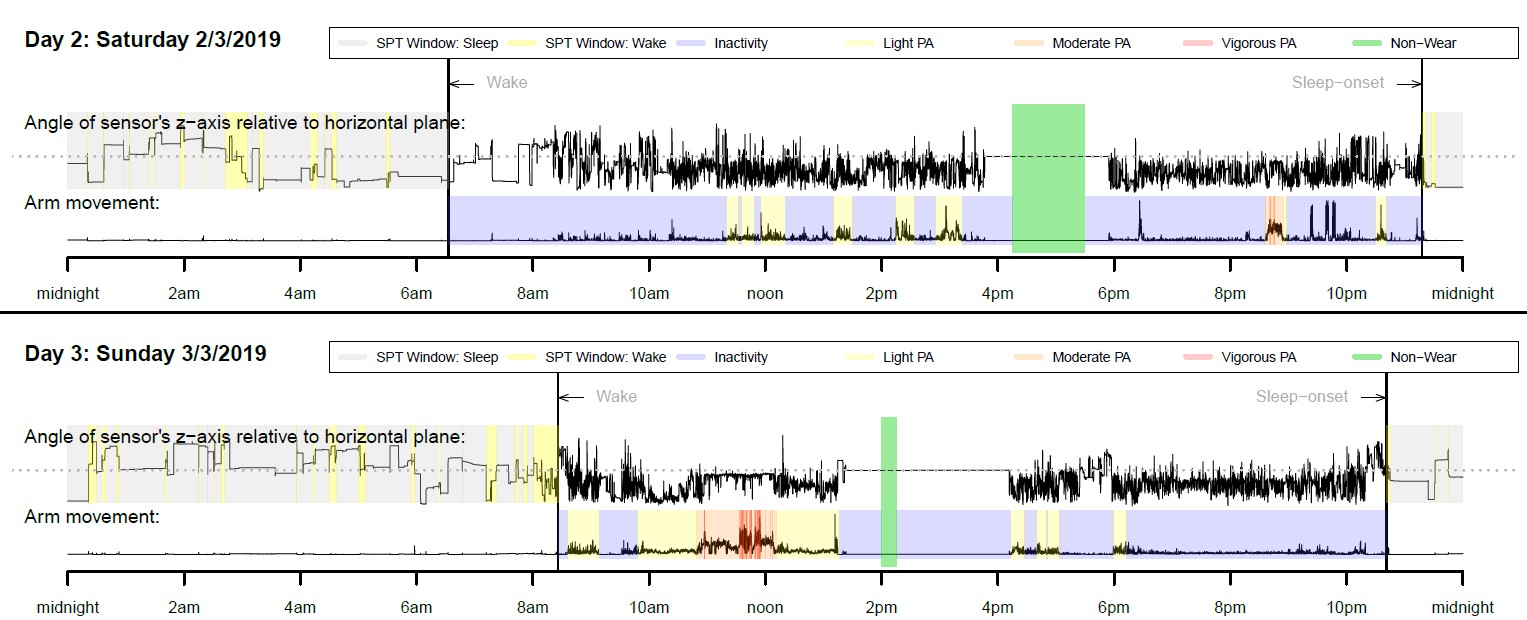 Day 2: Saturday 2/3/2019
SPT Window: Sleep SPT Window: Wake Inactivity Light PA Moderate PA Vigorous PA Non−Wear
Wake Sleep−onset
Angle of sensor's z−axis relative to horizontal plane:
Arm movement:
midnight 2am 4am 6am 8am 10am noon 2pm 4pm 6pm 8pm 10pm midnight
Day 3: Sunday 3/3/2019
SPT Window: Sleep SPT Window: Wake Inactivity Light PA Moderate PA Vigorous PA Non−Wear
Wake Sleep−onset
Angle of sensor's z−axis relative to horizontal plane:
Arm movement:
midnight 2am 4am 6am 8am 10am noon 2pm 4pm 6pm 8pm 10pm midnight